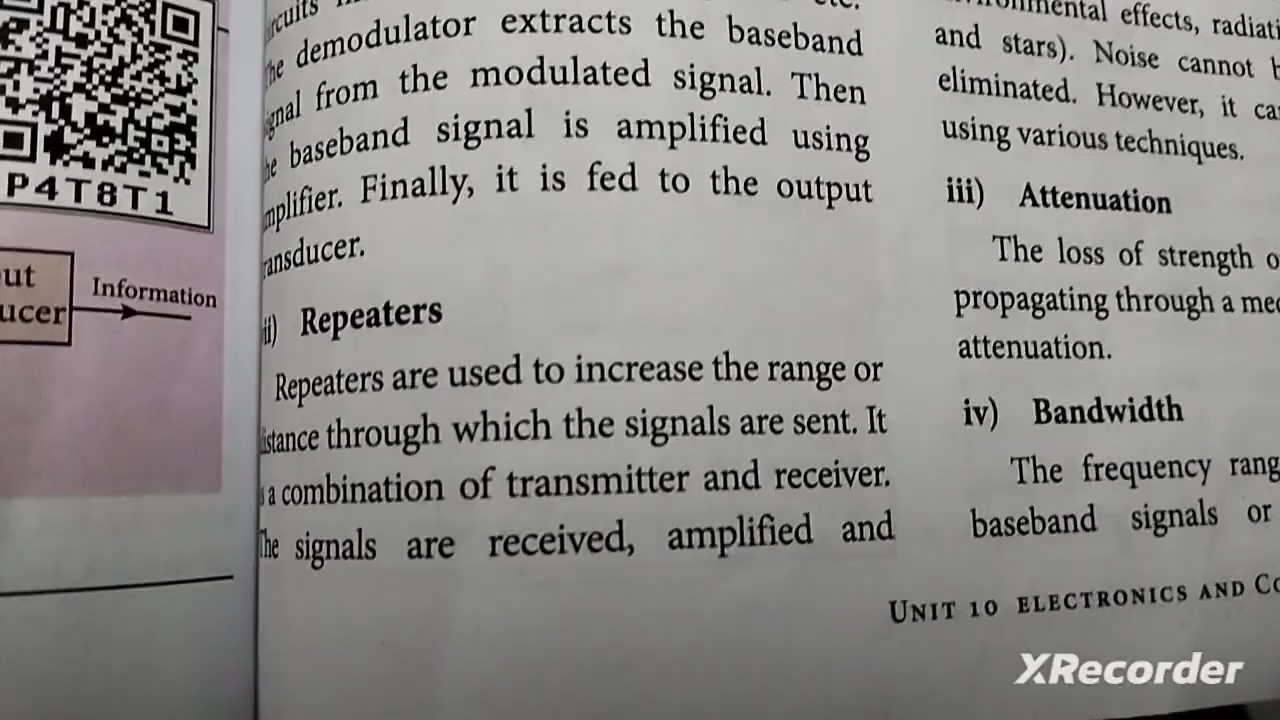 P4T8T1
Information
demodulator extracts the baseband
from the modulated signal. Then
baseband signal is amplified using
Finally, it is fed to the output
Repeaters
Repeaters are used to increase the range or
through which the signals are sent. It
a combination of transmitter and receiver.
The signals are received, amplified and
effects,
and stars). Noise cannot
eliminated. However, it
using various techniques.
iii) Attenuation
The loss of strength
propagating through a
attenuation.
iv) Bandwidth
The frequency
baseband signals or
UNIT 10 ELECTRONICS AND
XRecorder